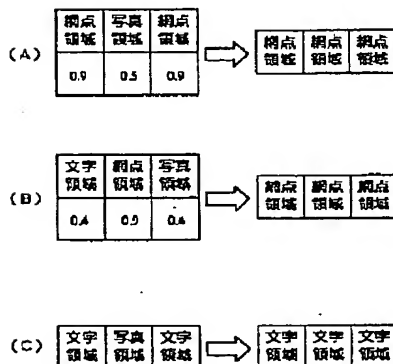 網点 写真 網点
領域 領域 領域
(A)
0.9 0.5 0.9
網点 網点 網点
領域 領域 領域
文字 網点 写真
領域 領域 領域
(B)
0.4 0.9 0.4
網点 網点 網点
領域 領域 領域
(C)
文字 写真 文字
領域 領域 領域
文字 文字 文字
領域 領域 領域